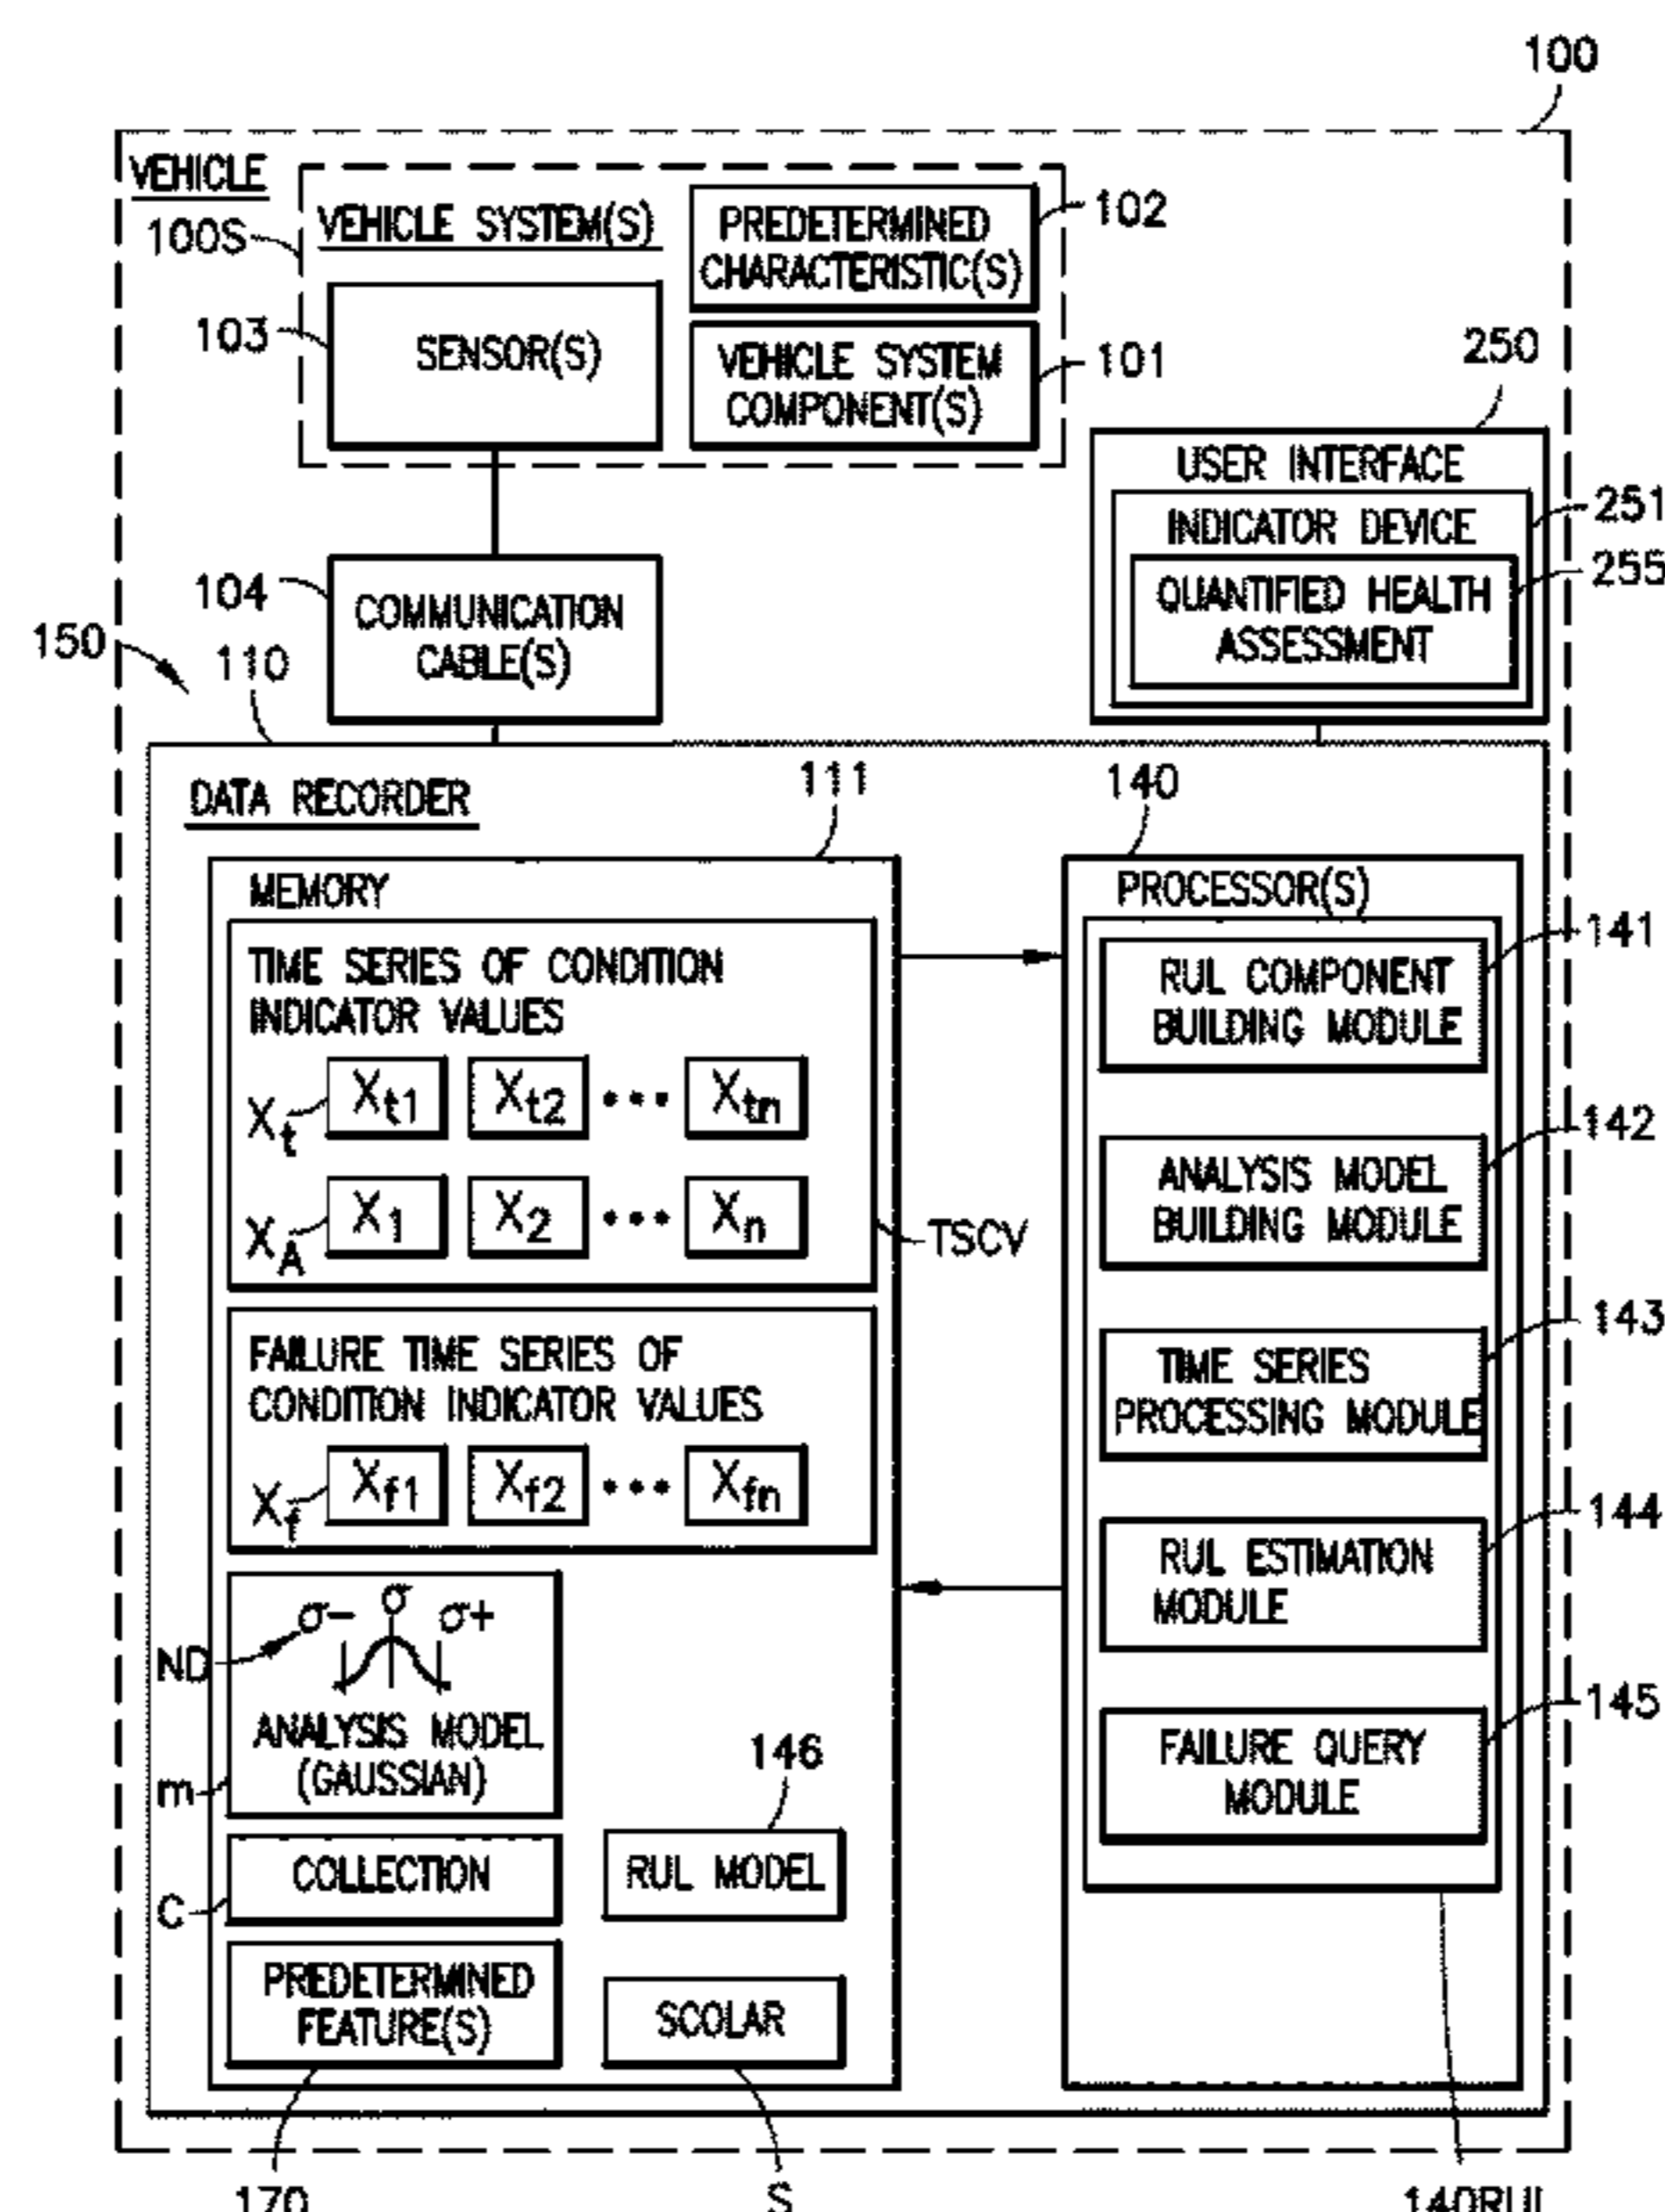 100
VEHICLE
100S
VEHICLE SYSTEM(S)
PREDETERMINED
CHARACTERISTIC(S)
102
103
SENSOR(S)
VEHICLE SYSTEM
COMPONENT(S)
101
250
USER INTERFACE
INDICATOR DEVICE
251
QUANTIFIED HEALTH
ASSESSMENT
255
104
COMMUNICATION
CABLE(S)
150
110
DATA RECORDER
111
140
MEMORY
TIME SERIES OF CONDITION
INDICATOR VALUES
Xt
Xt1 Xt2 ••• Xtn
XA
X1 X2 ••• Xn
TSCV
FAILURE TIME SERIES OF
CONDITION INDICATOR VALUES
Xf
Xf1 Xf2 ••• Xfn
ND
σ− σ σ+
ANALYSIS MODEL
(GAUSSIAN)
m
COLLECTION
C
PREDETERMINED
FEATURE(S)
170
146
RUL MODEL
SCOLAR
S
PROCESSOR(S)
RUL COMPONENT
BUILDING MODULE
141
ANALYSIS MODEL
BUILDING MODULE
142
TIME SERIES
PROCESSING MODULE
143
RUL ESTIMATION
MODULE
144
FAILURE QUERY
MODULE
145
140RUL